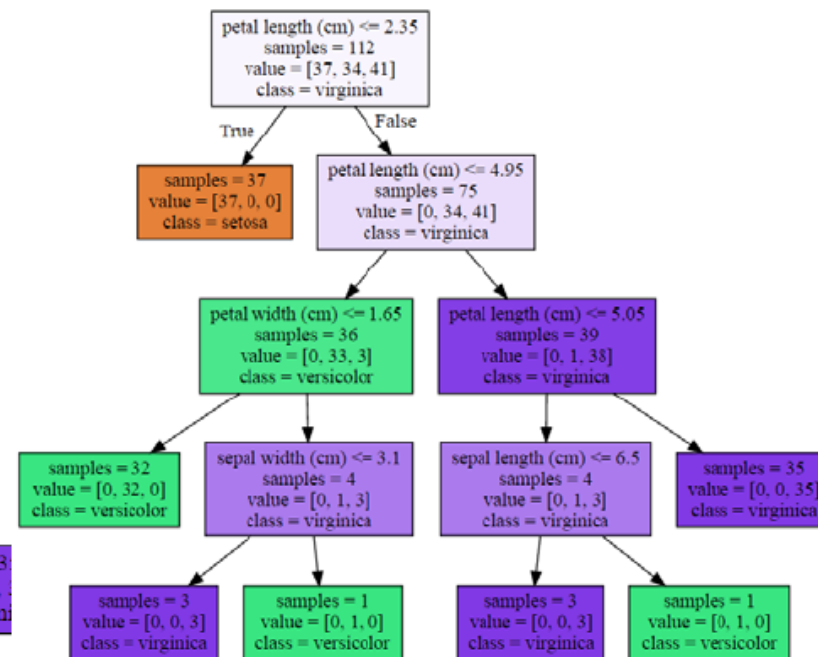 petal length (cm) <= 2.35
samples = 112
value = [37, 34, 41]
class = virginica
True
False
samples = 37
value = [37, 0, 0]
class = setosa
petal length (cm) <= 4.95
samples = 75
value = [0, 34, 41]
class = virginica
petal width (cm) <= 1.65
samples = 36
value = [0, 33, 3]
class = versicolor
petal length (cm) <= 5.05
samples = 39
value = [0, 1, 38]
class = virginica
samples = 32
value = [0, 32, 0]
class = versicolor
sepal width (cm) <= 3.1
samples = 4
value = [0, 1, 3]
class = virginica
sepal length (cm) <= 6.5
samples = 4
value = [0, 1, 3]
class = virginica
samples = 35
value = [0, 0, 35]
class = virginica
samples = 3
value = [0, 0, 3]
class = virginica
samples = 1
value = [0, 1, 0]
class = versicolor
samples = 3
value = [0, 0, 3]
class = virginica
samples = 1
value = [0, 1, 0]
class = versicolor